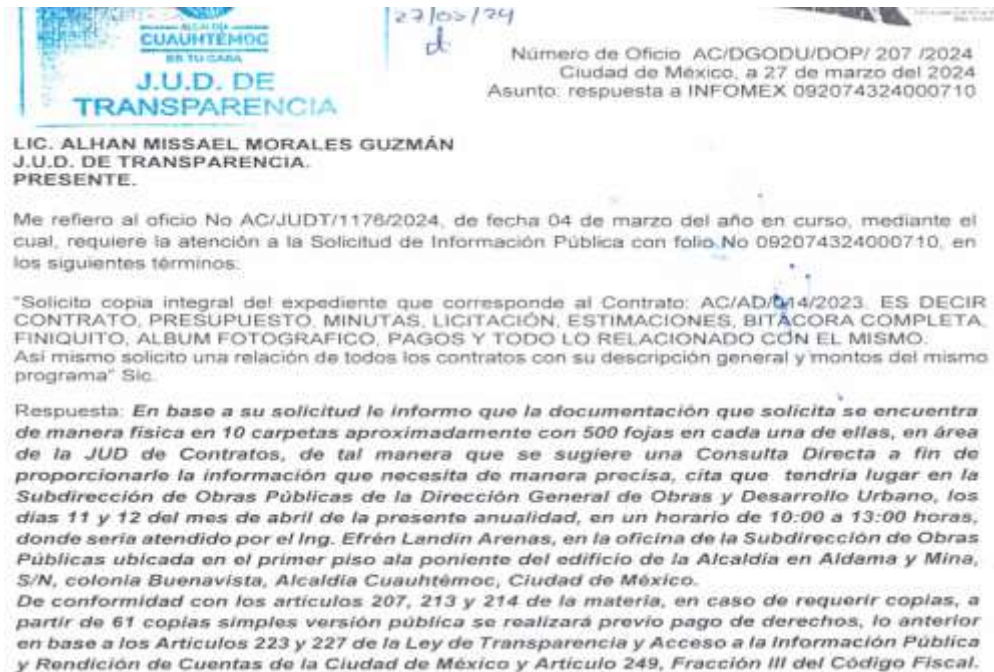 ALCALDÍA
CUAUHTÉMOC
ES TU CASA
J.U.D. DE
TRANSPARENCIA
27/03/24
Número de Oficio AC/DGODU/DOP/ 207 /2024
Ciudad de México, a 27 de marzo del 2024
Asunto: respuesta a INFOMEX 092074324000710
LIC. ALHAN MISSAEL MORALES GUZMÁN
J.U.D. DE TRANSPARENCIA.
PRESENTE.
Me refiero al oficio No AC/JUDT/1176/2024, de fecha 04 de marzo del año en curso, mediante el
cual, requiere la atención a la Solicitud de Información Pública con folio No 092074324000710, en
los siguientes términos:
"Solicito copia integral del expediente que corresponde al Contrato: AC/AD/014/2023. ES DECIR
CONTRATO, PRESUPUESTO, MINUTAS, LICITACIÓN, ESTIMACIONES, BITÁCORA COMPLETA,
FINIQUITO, ALBUM FOTOGRAFICO, PAGOS Y TODO LO RELACIONADO CON EL MISMO.
Así mismo solicito una relación de todos los contratos con su descripción general y montos del mismo
programa" Sic.
Respuesta: En base a su solicitud le informo que la documentación que solicita se encuentra
de manera física en 10 carpetas aproximadamente con 500 fojas en cada una de ellas, en área
de la JUD de Contratos, de tal manera que se sugiere una Consulta Directa a fin de
proporcionarle la información que necesita de manera precisa, cita que tendría lugar en la
Subdirección de Obras Públicas de la Dirección General de Obras y Desarrollo Urbano, los
días 11 y 12 del mes de abril de la presente anualidad, en un horario de 10:00 a 13:00 horas,
donde sería atendido por el Ing. Efrén Landín Arenas, en la oficina de la Subdirección de Obras
Públicas ubicada en el primer piso ala poniente del edificio de la Alcaldía en Aldama y Mina,
S/N, colonia Buenavista, Alcaldía Cuauhtémoc, Ciudad de México.
De conformidad con los artículos 207, 213 y 214 de la materia, en caso de requerir copias, a
partir de 61 copias simples versión pública se realizará previo pago de derechos, lo anterior
en base a los Artículos 223 y 227 de la Ley de Transparencia y Acceso a la Información Pública
y Rendición de Cuentas de la Ciudad de México y Artículo 249, Fracción III del Código Fiscal.